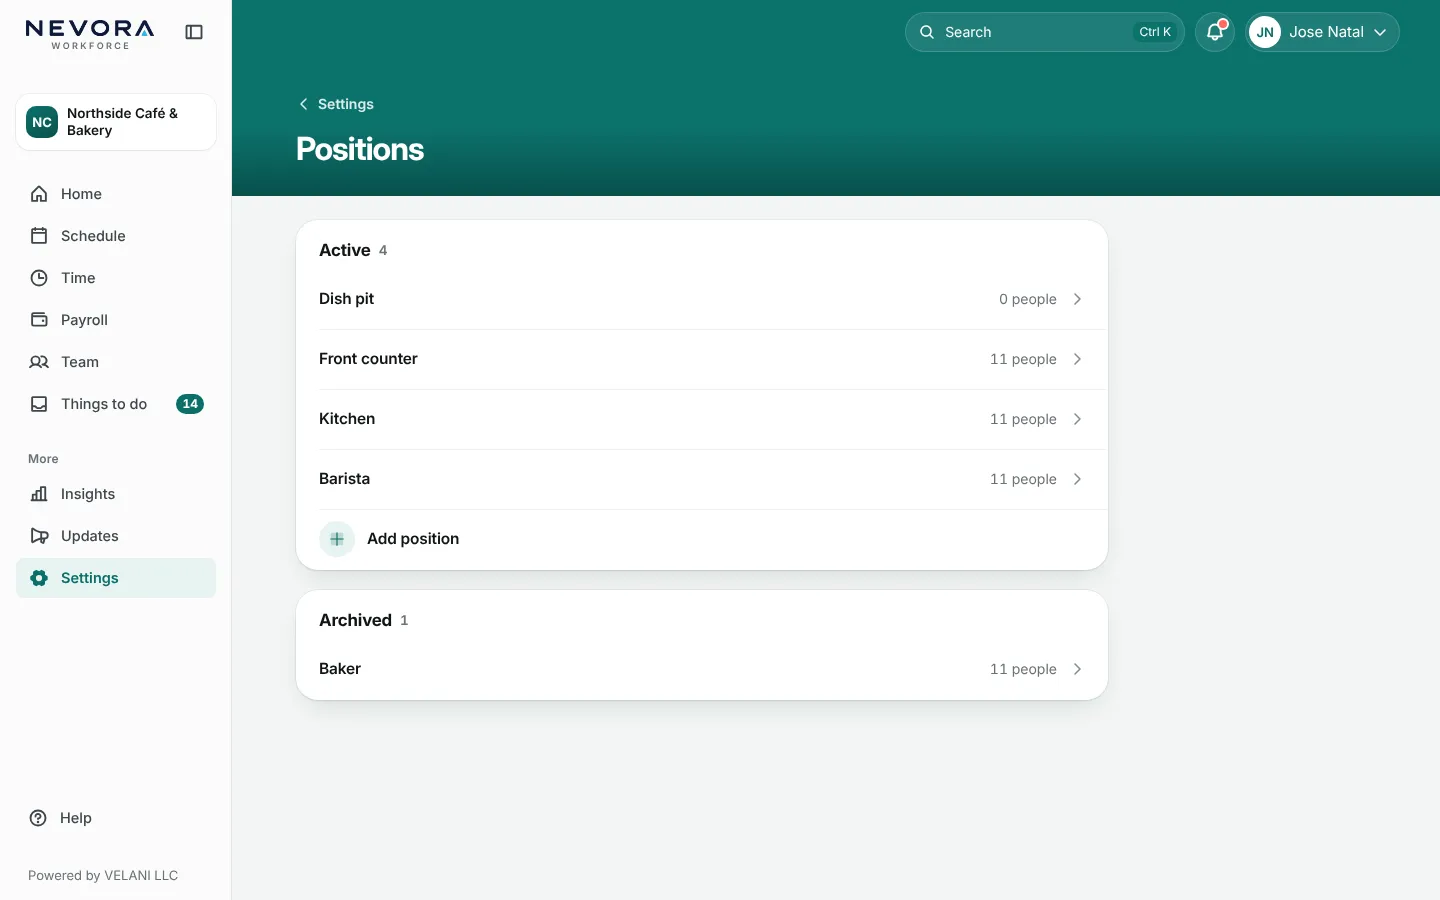 NEVORA
WORKFORCE
Search
Ctrl K
JN
Jose Natal
NC
Northside Café &
Bakery
Home
Schedule
Time
Payroll
Team
Things to do
14
More
Insights
Updates
Settings
Help
Powered by VELANI LLC
Settings
Positions
Active 4
Dish pit
0 people
Front counter
11 people
Kitchen
11 people
Barista
11 people
Add position
Archived 1
Baker
11 people